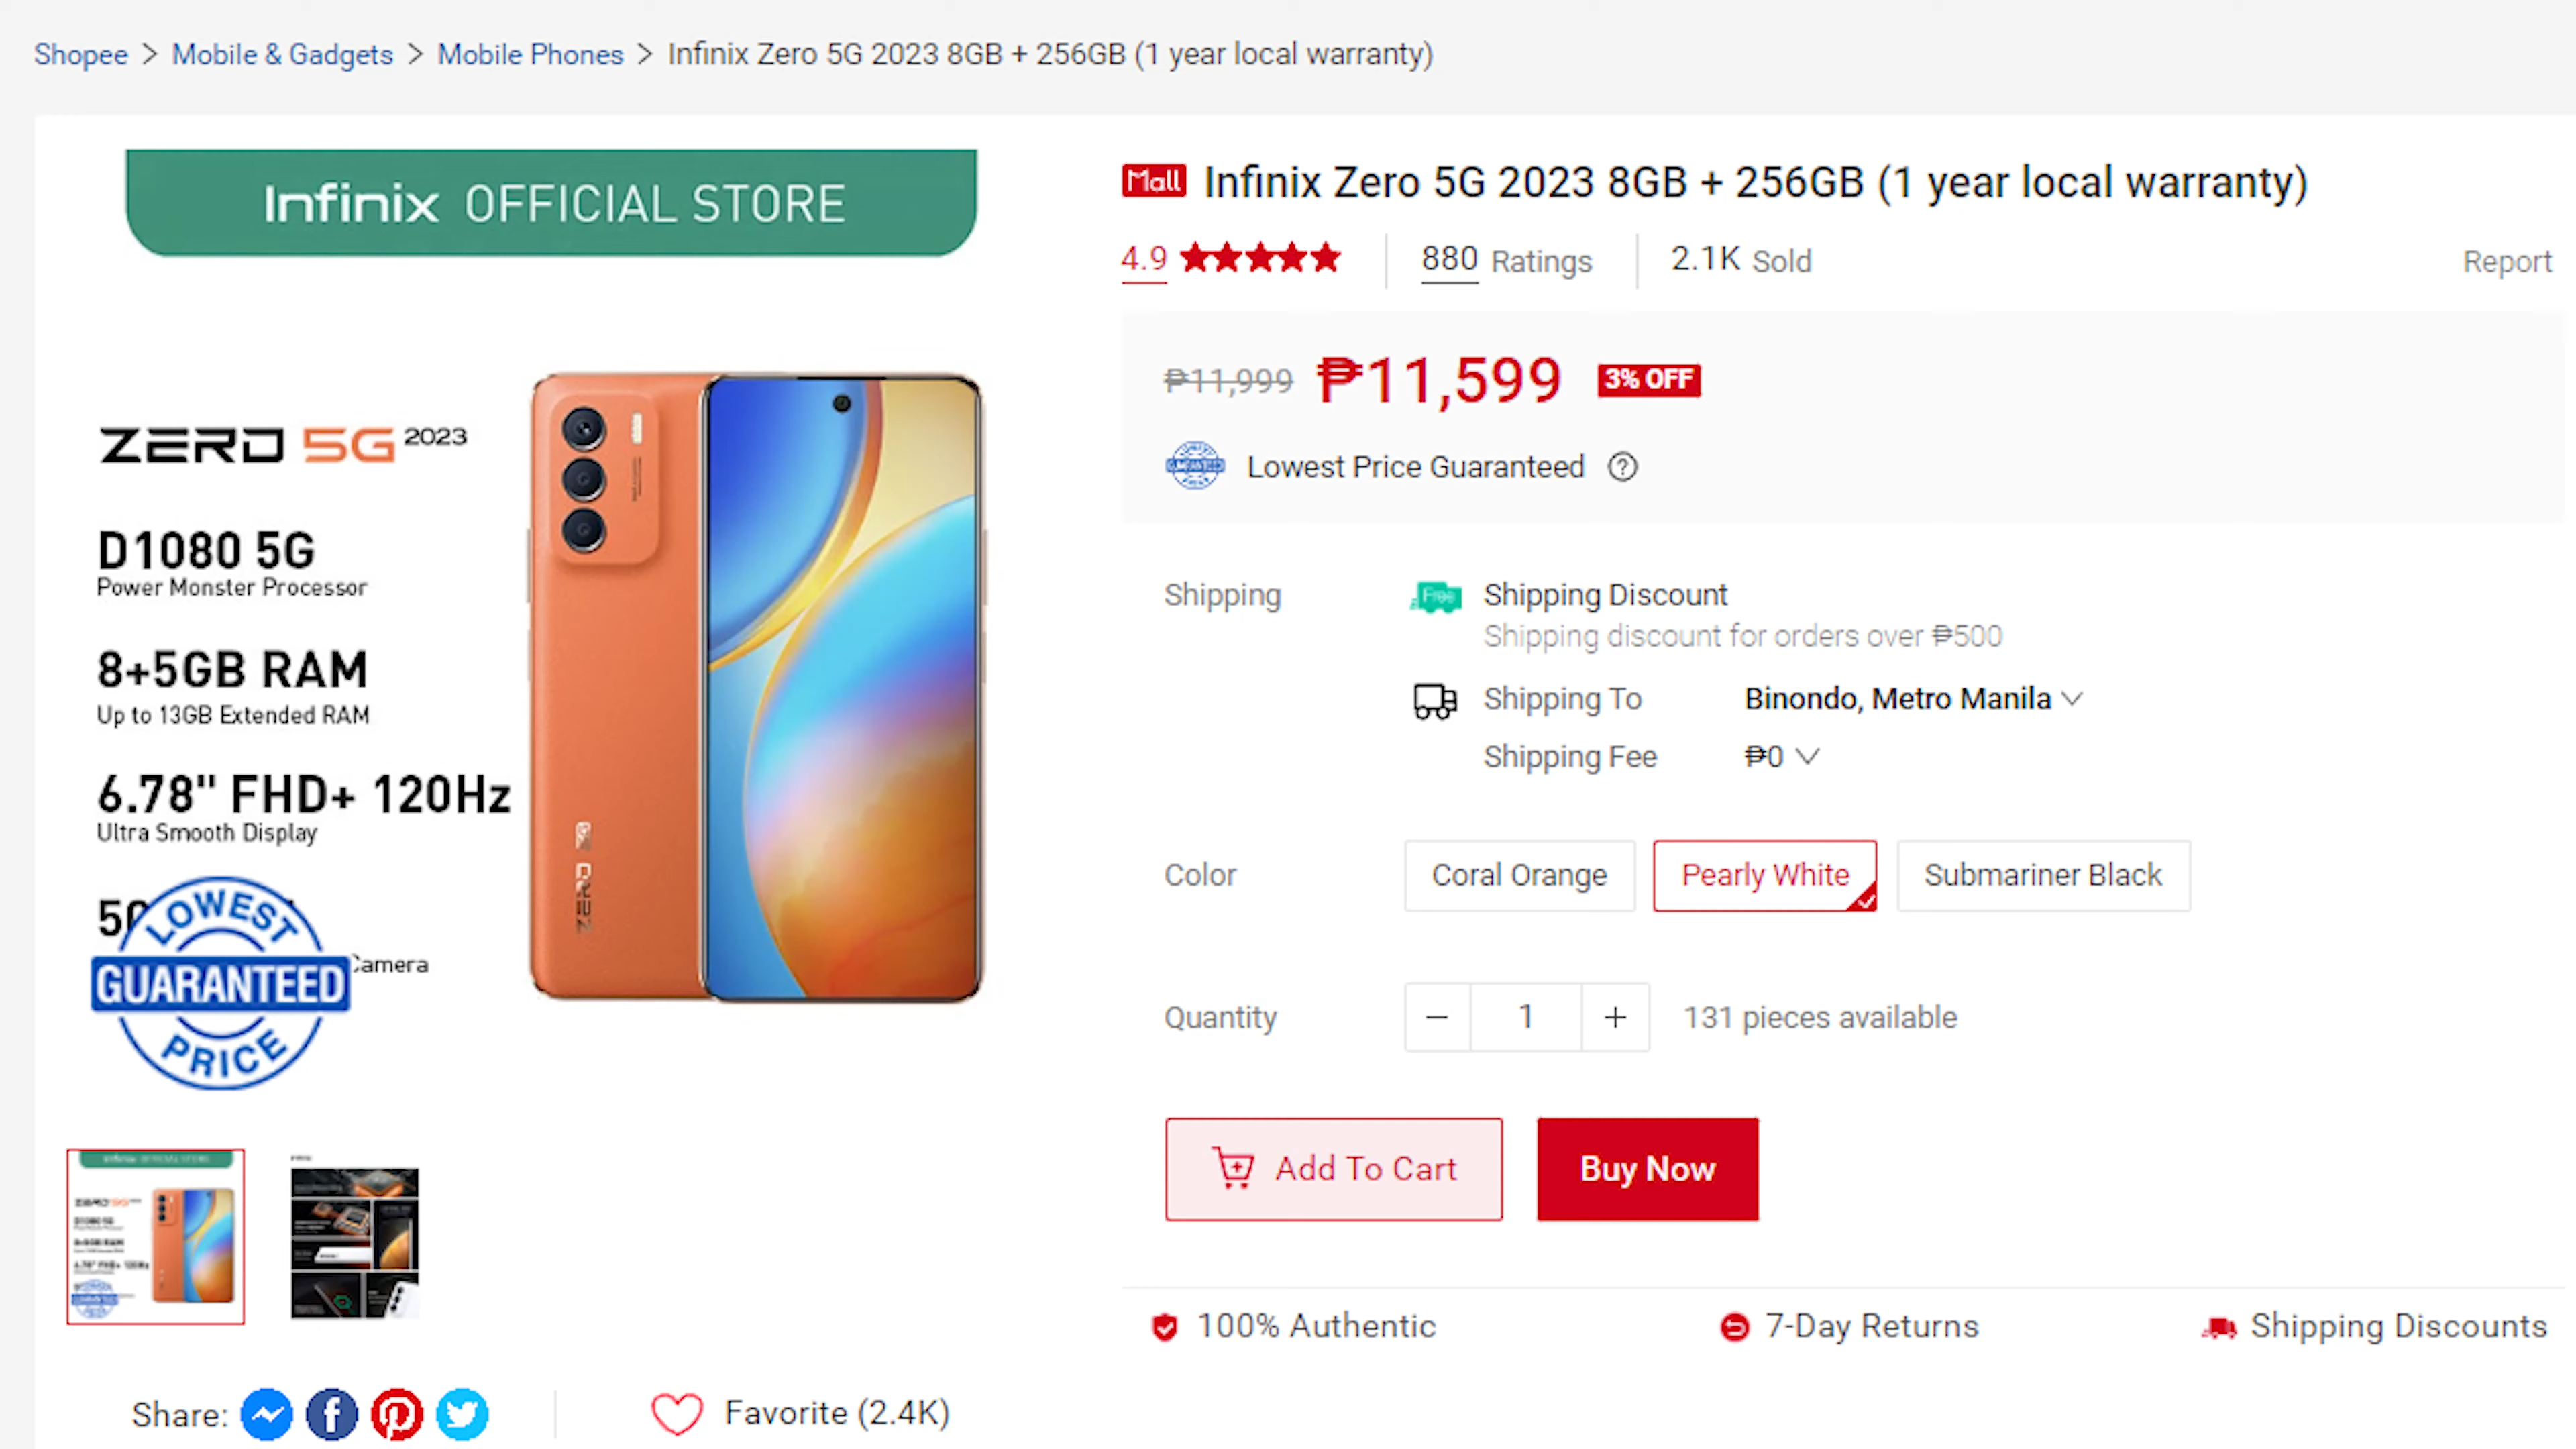 Shopee > Mobile & Gadgets > Mobile Phones > Infinix Zero 5G 2023 8GB + 256GB (1 year local warranty)
Infinix OFFICIAL STORE
ZERO 5G 2023
D1080 5G
Power Monster Processor
8+5GB RAM
Up to 13GB Extended RAM
6.78" FHD+ 120Hz
Ultra Smooth Display
Camera
LOWEST
GUARANTEED
PRICE
ZERO
Share:
Favorite (2.4K)
Mall Infinix Zero 5G 2023 8GB + 256GB (1 year local warranty)
4.9 880 Ratings 2.1K Sold Report
₱11,999 ₱11,599 3% OFF
Lowest Price Guaranteed ?
Shipping Free Shipping Discount
Shipping discount for orders over ₱500
Shipping To Binondo, Metro Manila
Shipping Fee ₱0
Color Coral Orange Pearly White Submariner Black
Quantity − 1 + 131 pieces available
Add To Cart Buy Now
100% Authentic 7-Day Returns Shipping Discounts